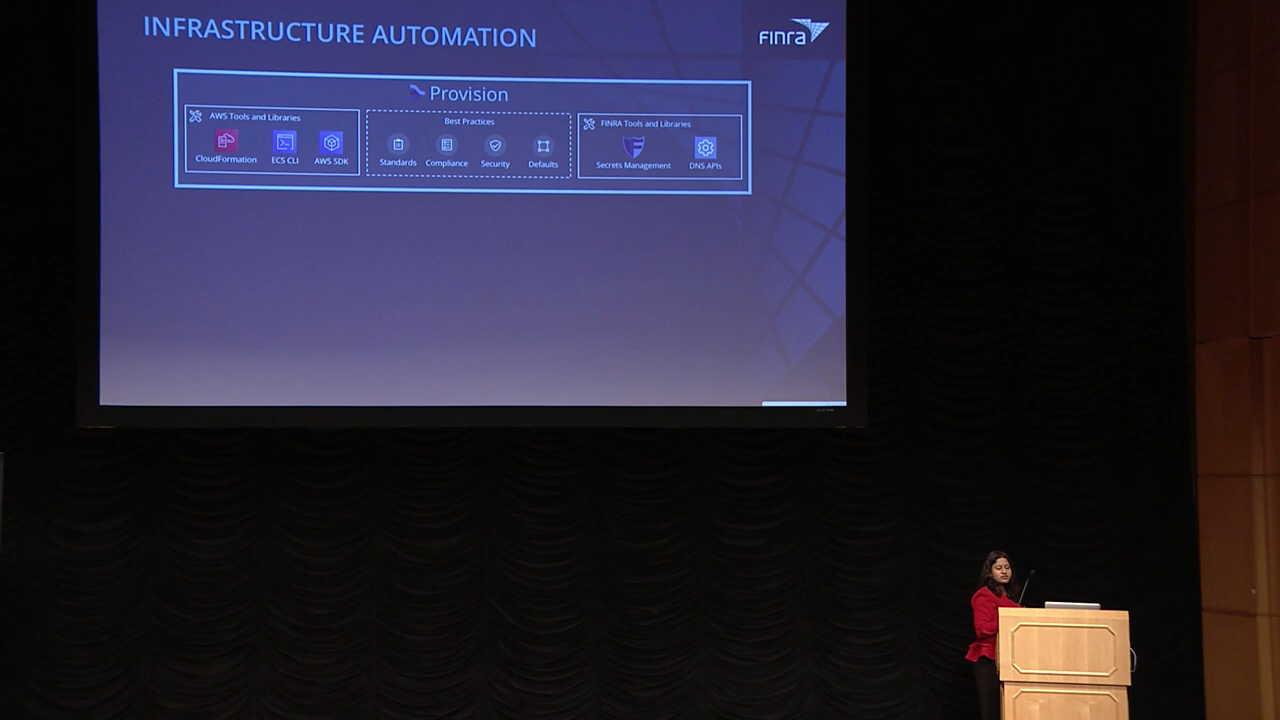 INFRASTRUCTURE AUTOMATION
finra
Provision
AWS Tools and Libraries
CloudFormation
ECS CLI
AWS SDK
Best Practices
Standards
Compliance
Security
Defaults
FINRA Tools and Libraries
Secrets Management
DNS APIs